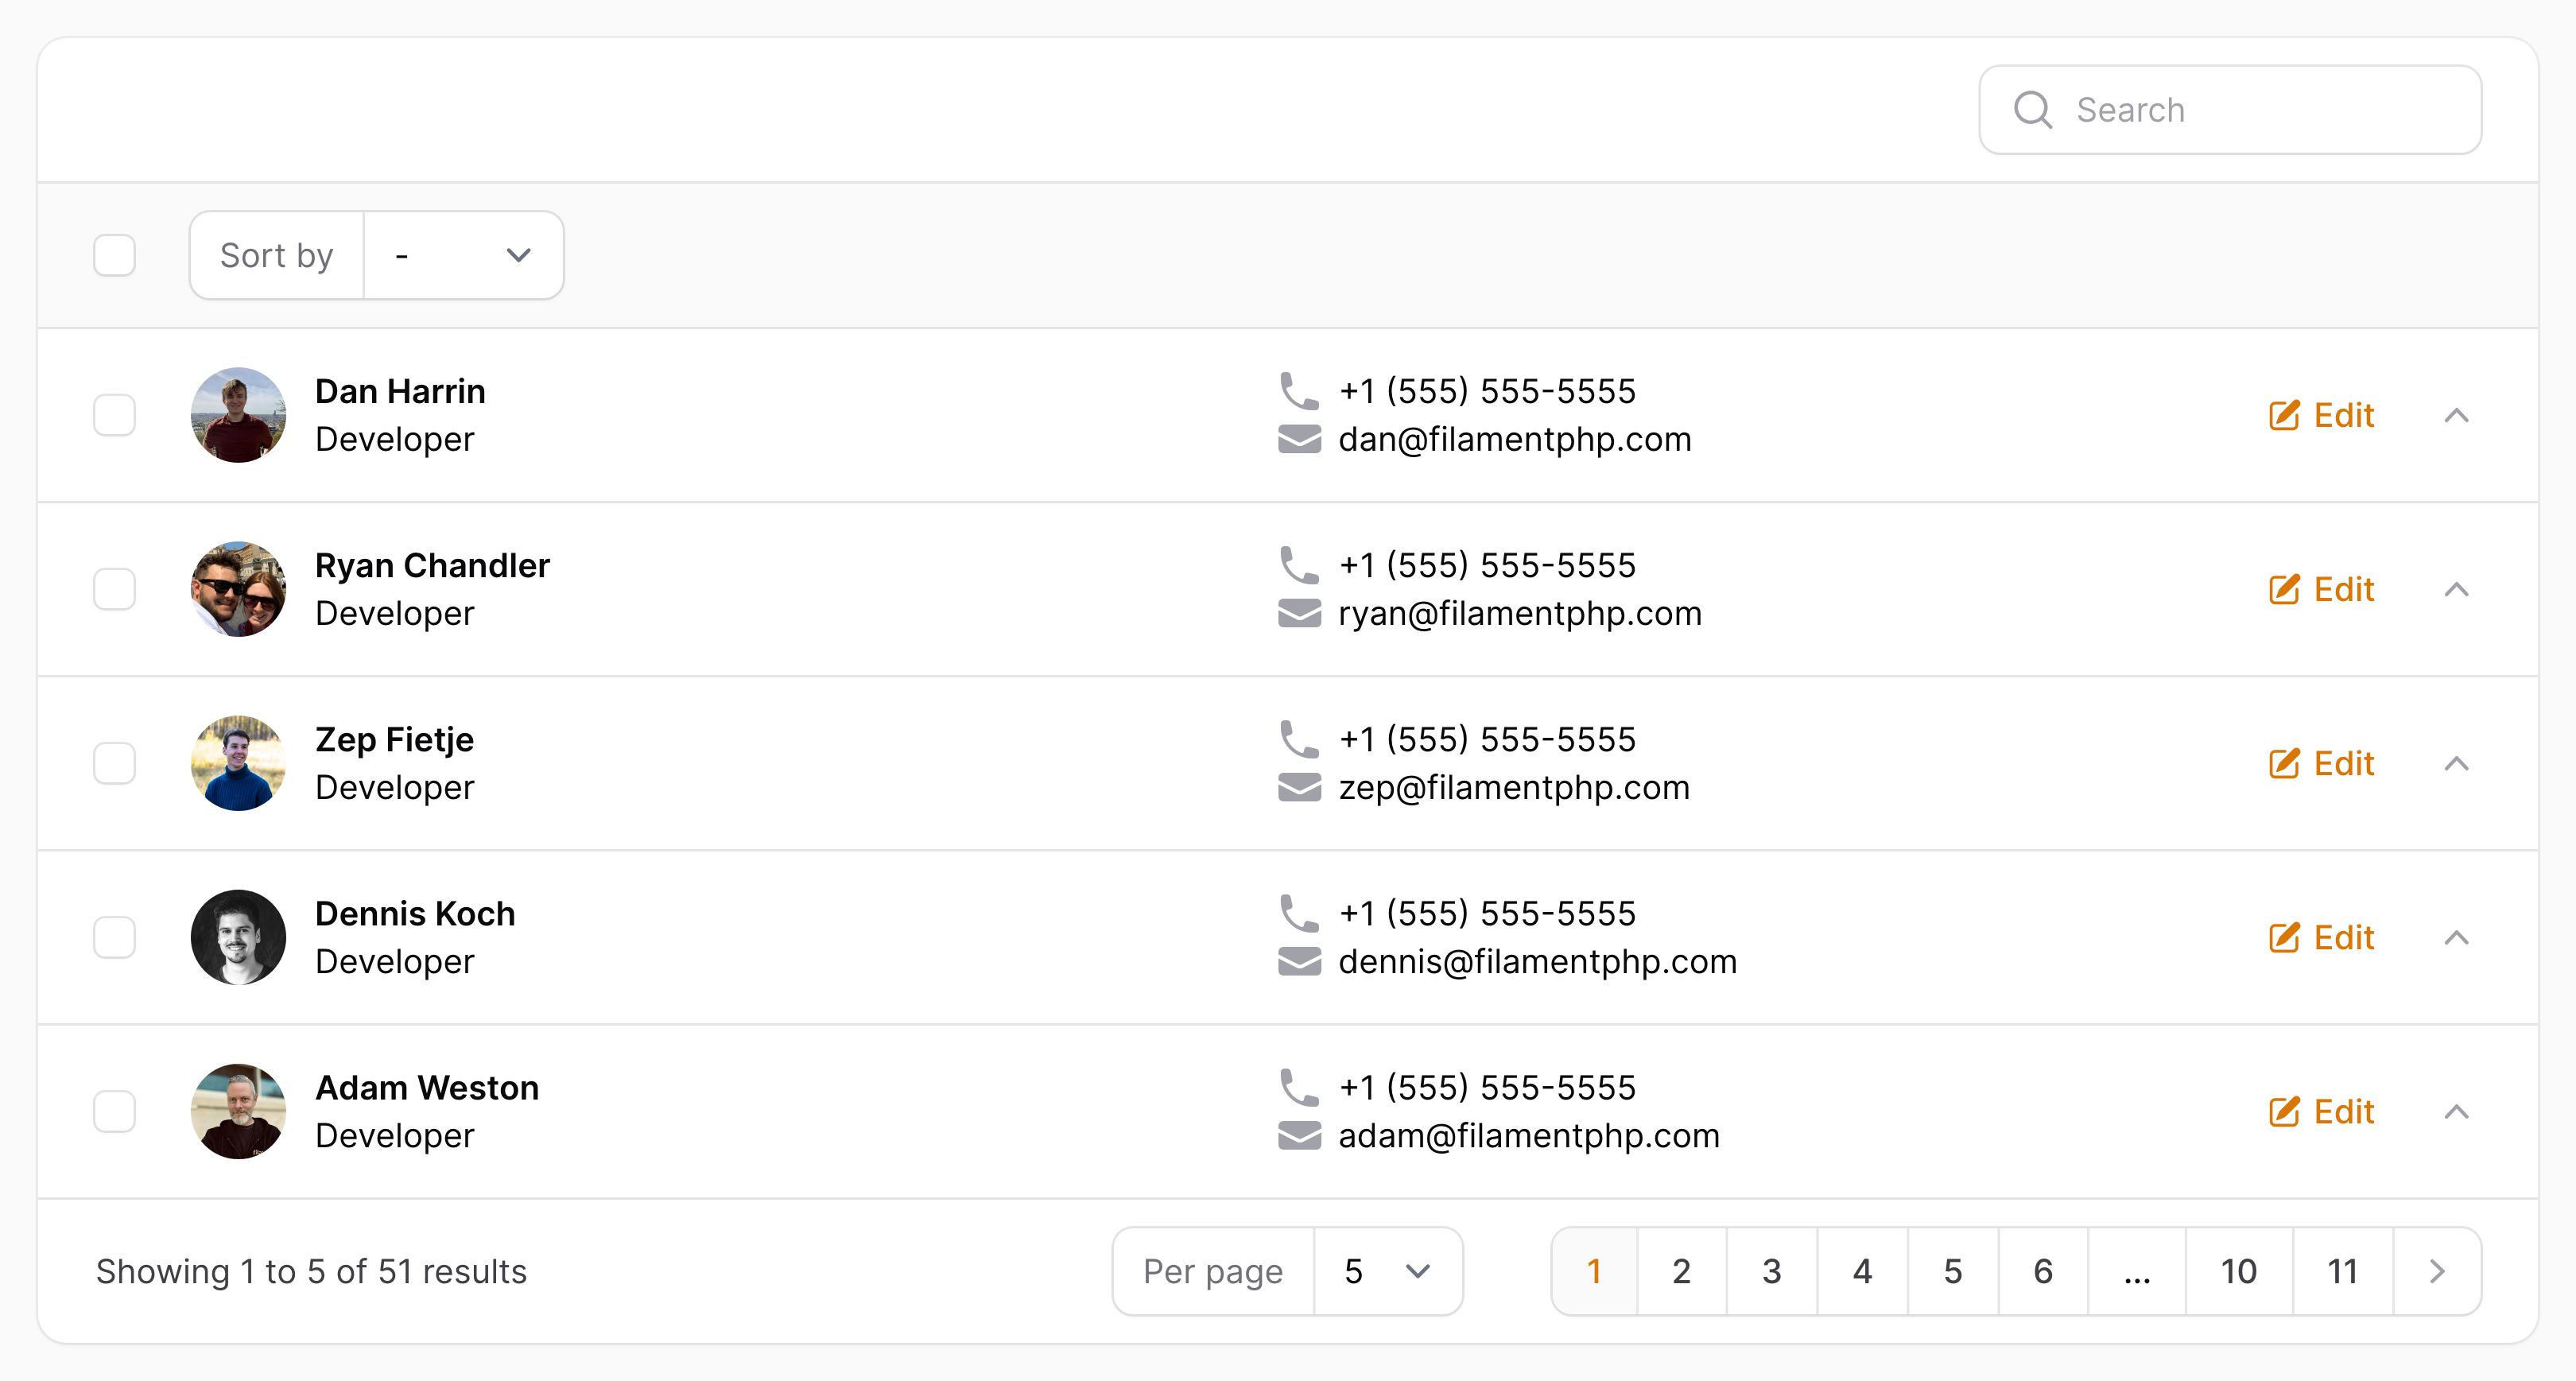 Search
Sort by -
Dan Harrin
Developer
+1 (555) 555-5555
dan@filamentphp.com
Edit
Ryan Chandler
Developer
+1 (555) 555-5555
ryan@filamentphp.com
Edit
Zep Fietje
Developer
+1 (555) 555-5555
zep@filamentphp.com
Edit
Dennis Koch
Developer
+1 (555) 555-5555
dennis@filamentphp.com
Edit
Adam Weston
Developer
+1 (555) 555-5555
adam@filamentphp.com
Edit
Showing 1 to 5 of 51 results
Per page 5
1 2 3 4 5 6 ... 10 11